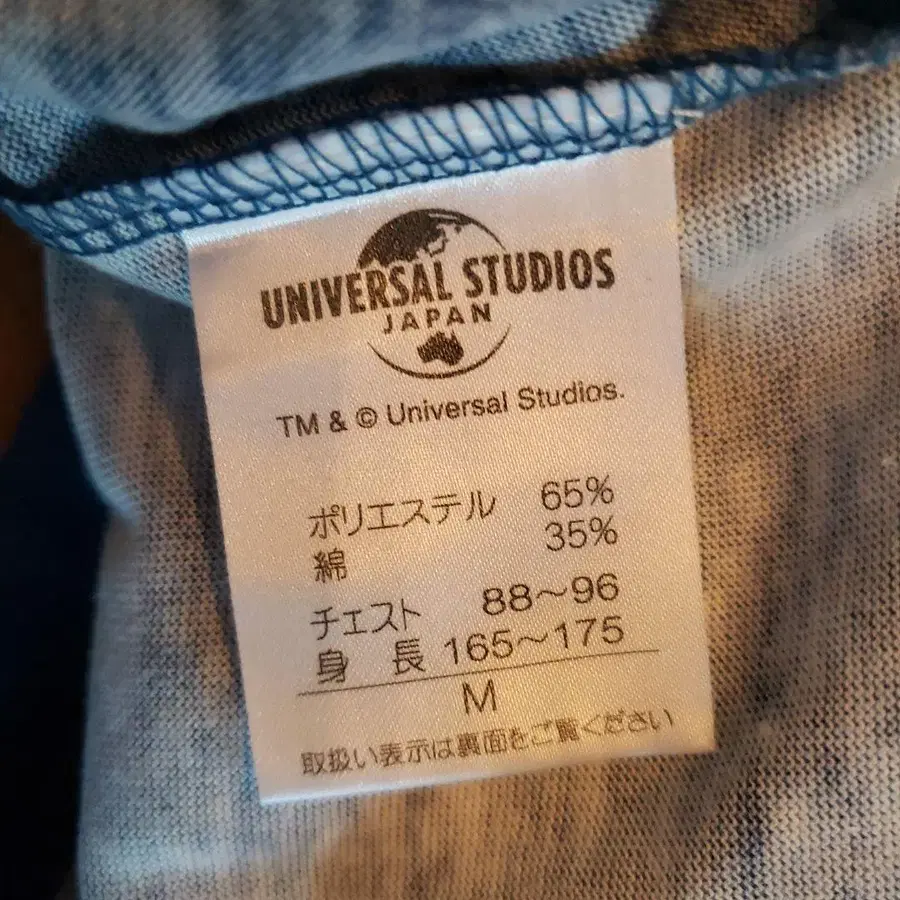 UNIVERSAL STUDIOS
JAPAN
TM & © Universal Studios.
ポリエステル 65%
綿 35%
チェスト 88～96
身 長 165～175
M
取扱い表示は裏面をご覧ください